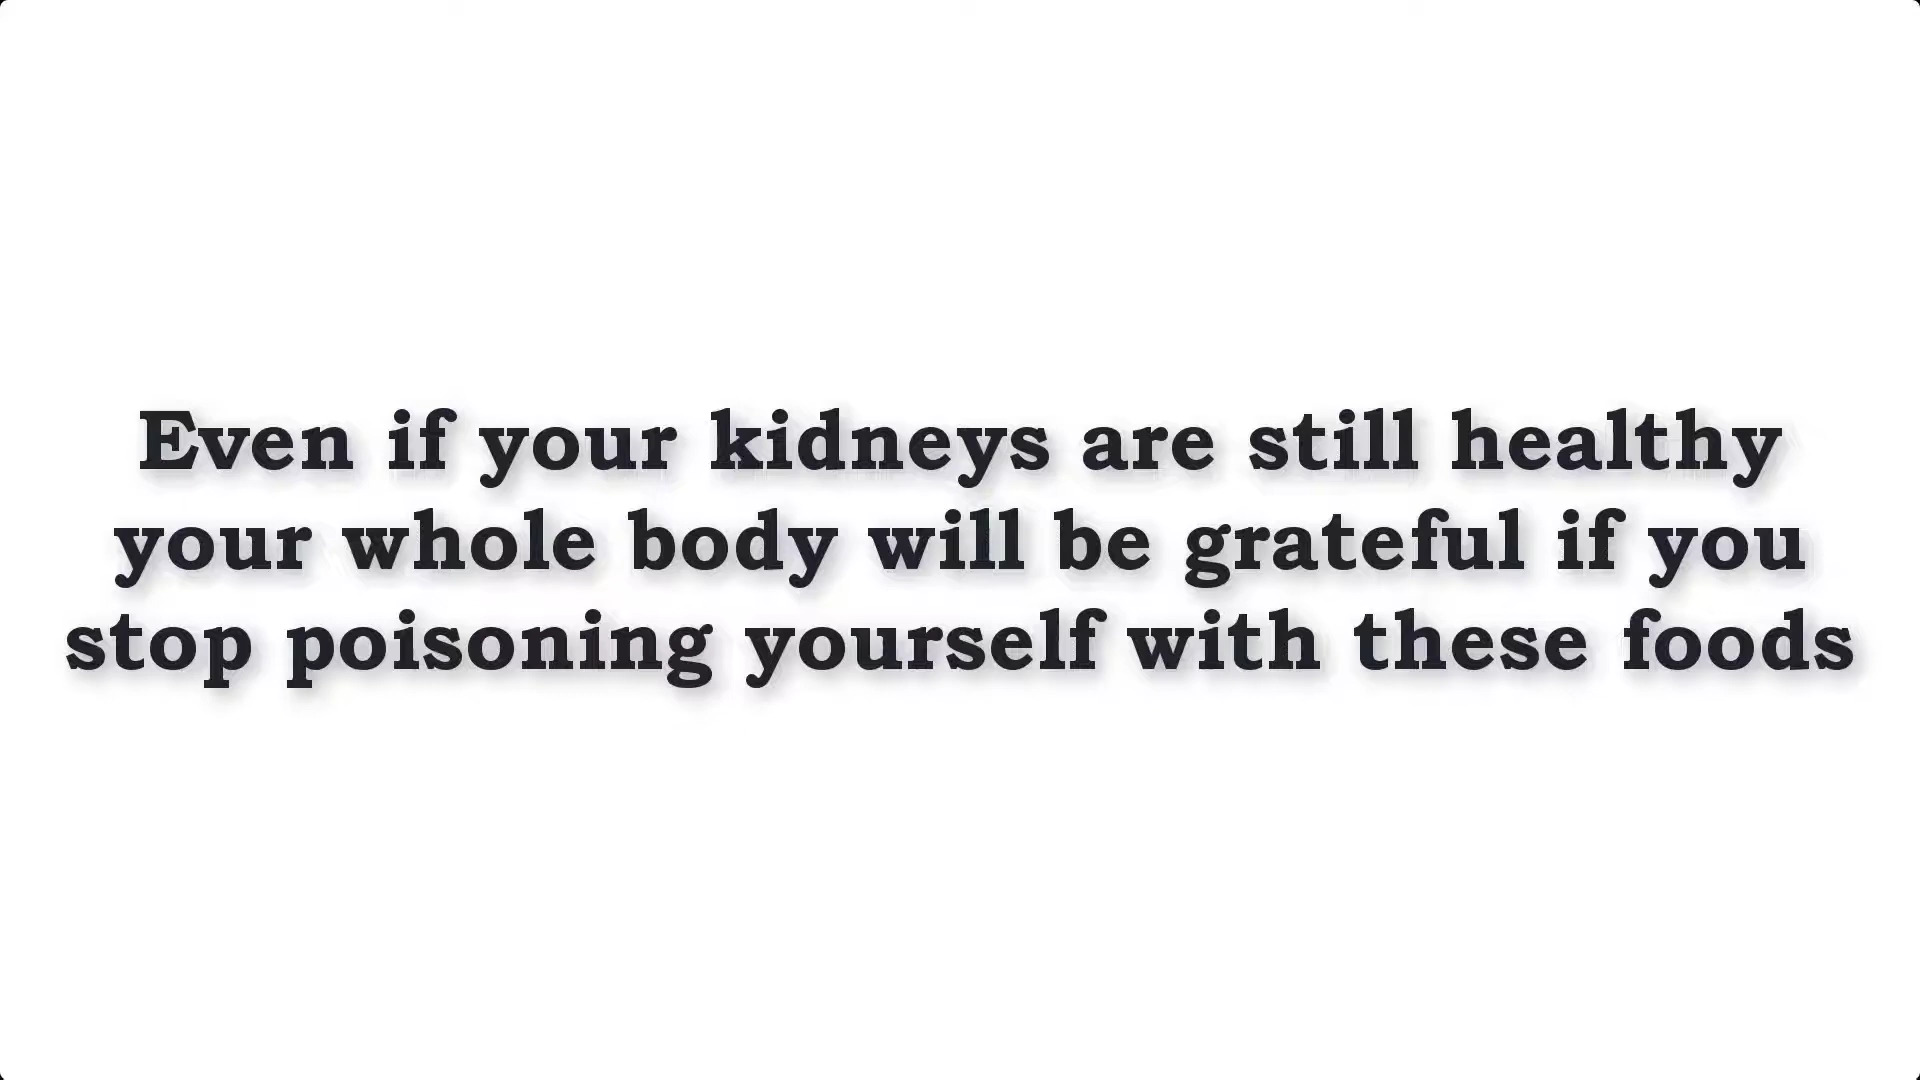 Even if your kidneys are still healthy
your whole body will be grateful if you
stop poisoning yourself with these foods